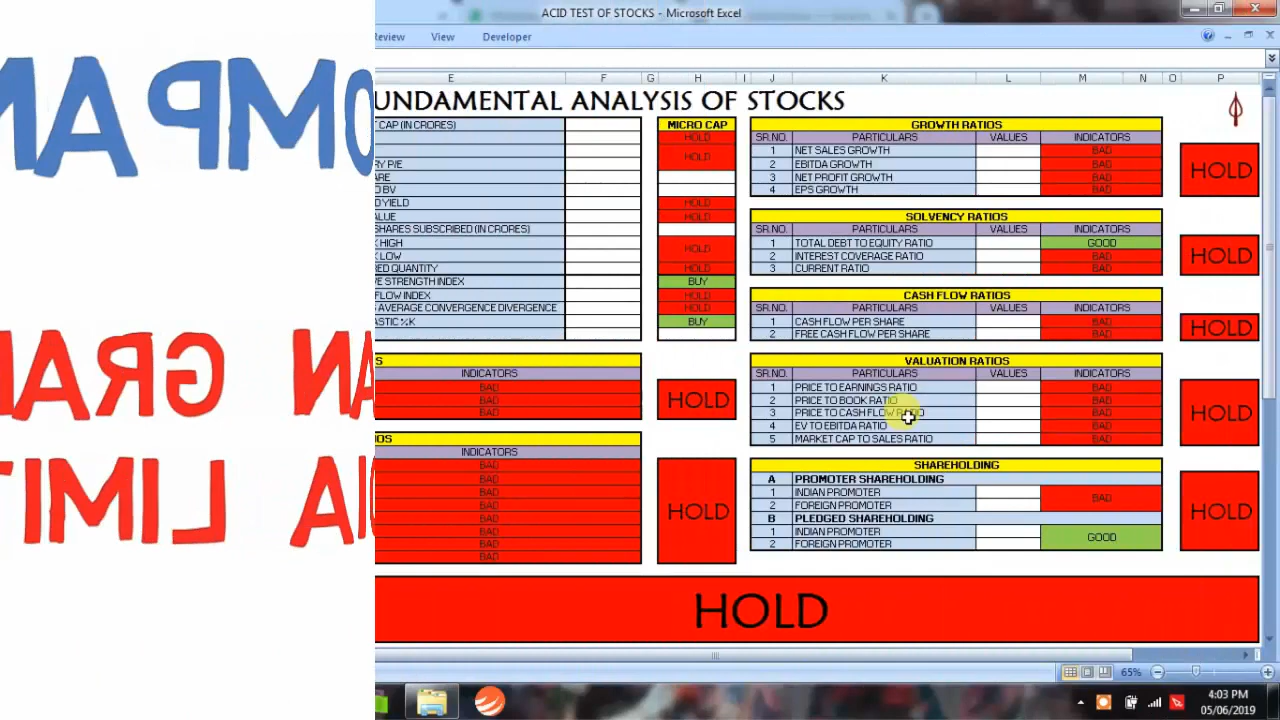 OMPAN
N GRAN
IA LIMIT
ACID TEST OF STOCKS - Microsoft Excel
Review View Developer
E F G H I J K L M N O P
UNDAMENTAL ANALYSIS OF STOCKS
CAP (IN CRORES) MICRO CAP
HOLD
RY P/E HOLD
ARE
D BV
D YIELD HOLD
ALUE HOLD
SHARES SUBSCRIBED (IN CRORES)
K HIGH HOLD
K LOW
RED QUANTITY HOLD
VE STRENGTH INDEX BUY
FLOW INDEX HOLD
E AVERAGE CONVERGENCE DIVERGENCE HOLD
ASTIC %K BUY
S
INDICATORS
BAD
BAD HOLD
BAD
IOS
INDICATORS
BAD
BAD
BAD
BAD HOLD
BAD
BAD
BAD
BAD
GROWTH RATIOS
SR.NO. PARTICULARS VALUES INDICATORS
1 NET SALES GROWTH BAD
2 EBITDA GROWTH BAD HOLD
3 NET PROFIT GROWTH BAD
4 EPS GROWTH BAD
SOLVENCY RATIOS
SR.NO. PARTICULARS VALUES INDICATORS
1 TOTAL DEBT TO EQUITY RATIO GOOD
2 INTEREST COVERAGE RATIO BAD HOLD
3 CURRENT RATIO BAD
CASH FLOW RATIOS
SR.NO. PARTICULARS VALUES INDICATORS
1 CASH FLOW PER SHARE BAD HOLD
2 FREE CASH FLOW PER SHARE BAD
VALUATION RATIOS
SR.NO. PARTICULARS VALUES INDICATORS
1 PRICE TO EARNINGS RATIO BAD
2 PRICE TO BOOK RATIO BAD
3 PRICE TO CASH FLOW RATIO BAD HOLD
4 EV TO EBITDA RATIO BAD
5 MARKET CAP TO SALES RATIO BAD
SHAREHOLDING
A PROMOTER SHAREHOLDING
1 INDIAN PROMOTER BAD
2 FOREIGN PROMOTER HOLD
B PLEDGED SHAREHOLDING
1 INDIAN PROMOTER GOOD
2 FOREIGN PROMOTER
HOLD
65%
4:03 PM
05/06/2019